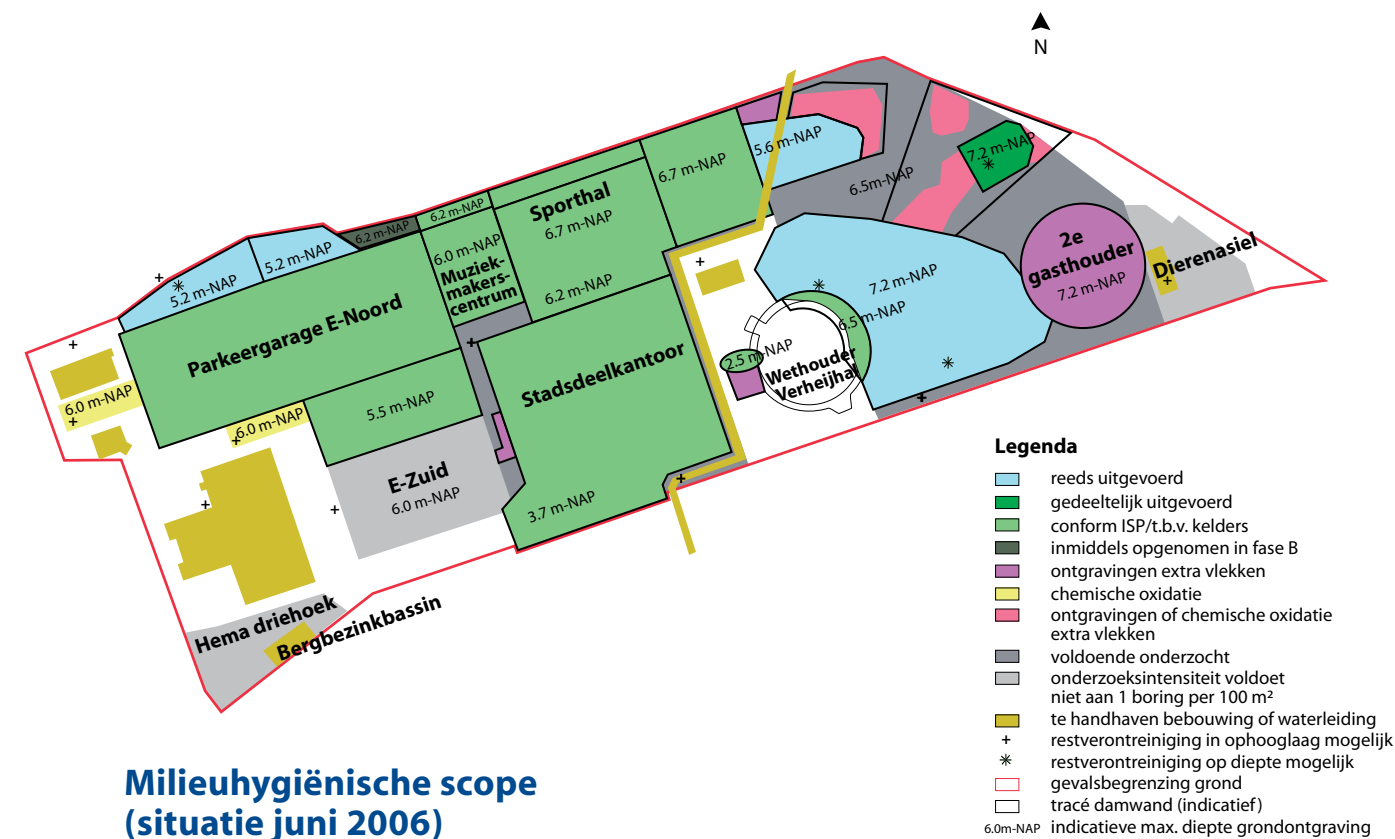 N
5.6 m-NAP
7.2 m-NAP
6.7 m-NAP
6.5m-NAP
Sporthal
6.7 m-NAP
6.2 m-NAP
6.2 m-NAP
6.0 m-NAP
Muziek-
makers-
centrum
6.2 m-NAP
5.2 m-NAP
5.2 m-NAP
Parkeergarage E-Noord
2e
gasthouder
7.2 m-NAP
Dierenasiel
7.2 m-NAP
6.5 m-NAP
2.5 m-NAP
Wethouder
Verheijhal
Stadsdeelkantoor
6.0 m-NAP
6.0 m-NAP
5.5 m-NAP
E-Zuid
6.0 m-NAP
3.7 m-NAP
Hema driehoek
Bergbezinkbassin
Legenda
reeds uitgevoerd
gedeeltelijk uitgevoerd
conform ISP/t.b.v. kelders
inmiddels opgenomen in fase B
ontgravingen extra vlekken
chemische oxidatie
ontgravingen of chemische oxidatie
extra vlekken
voldoende onderzocht
onderzoeksintensiteit voldoet
niet aan 1 boring per 100 m²
te handhaven bebouwing of waterleiding
+ restverontreiniging in ophooglaag mogelijk
✳ restverontreiniging op diepte mogelijk
gevalsbegrenzing grond
tracé damwand (indicatief)
6.0m-NAP indicatieve max. diepte grondontgraving
Milieuhygiënische scope
(situatie juni 2006)